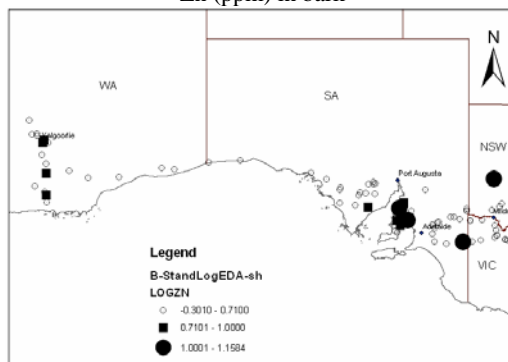 Zn (ppm) in bark
N
WA
SA
Kalgoorlie
Port Augusta
NSW
Adelaide
VIC
Legend
B-StandLogEDA-sh
LOGZN
-0.3010 - 0.7100
0.7101 - 1.0000
1.0001 - 1.1584